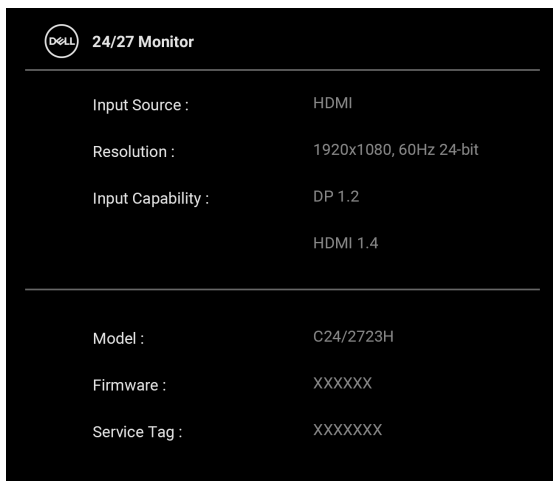 DELL 24/27 Monitor
Input Source : HDMI
Resolution : 1920x1080, 60Hz 24-bit
Input Capability : DP 1.2
HDMI 1.4
Model : C24/2723H
Firmware : XXXXXX
Service Tag : XXXXXXX